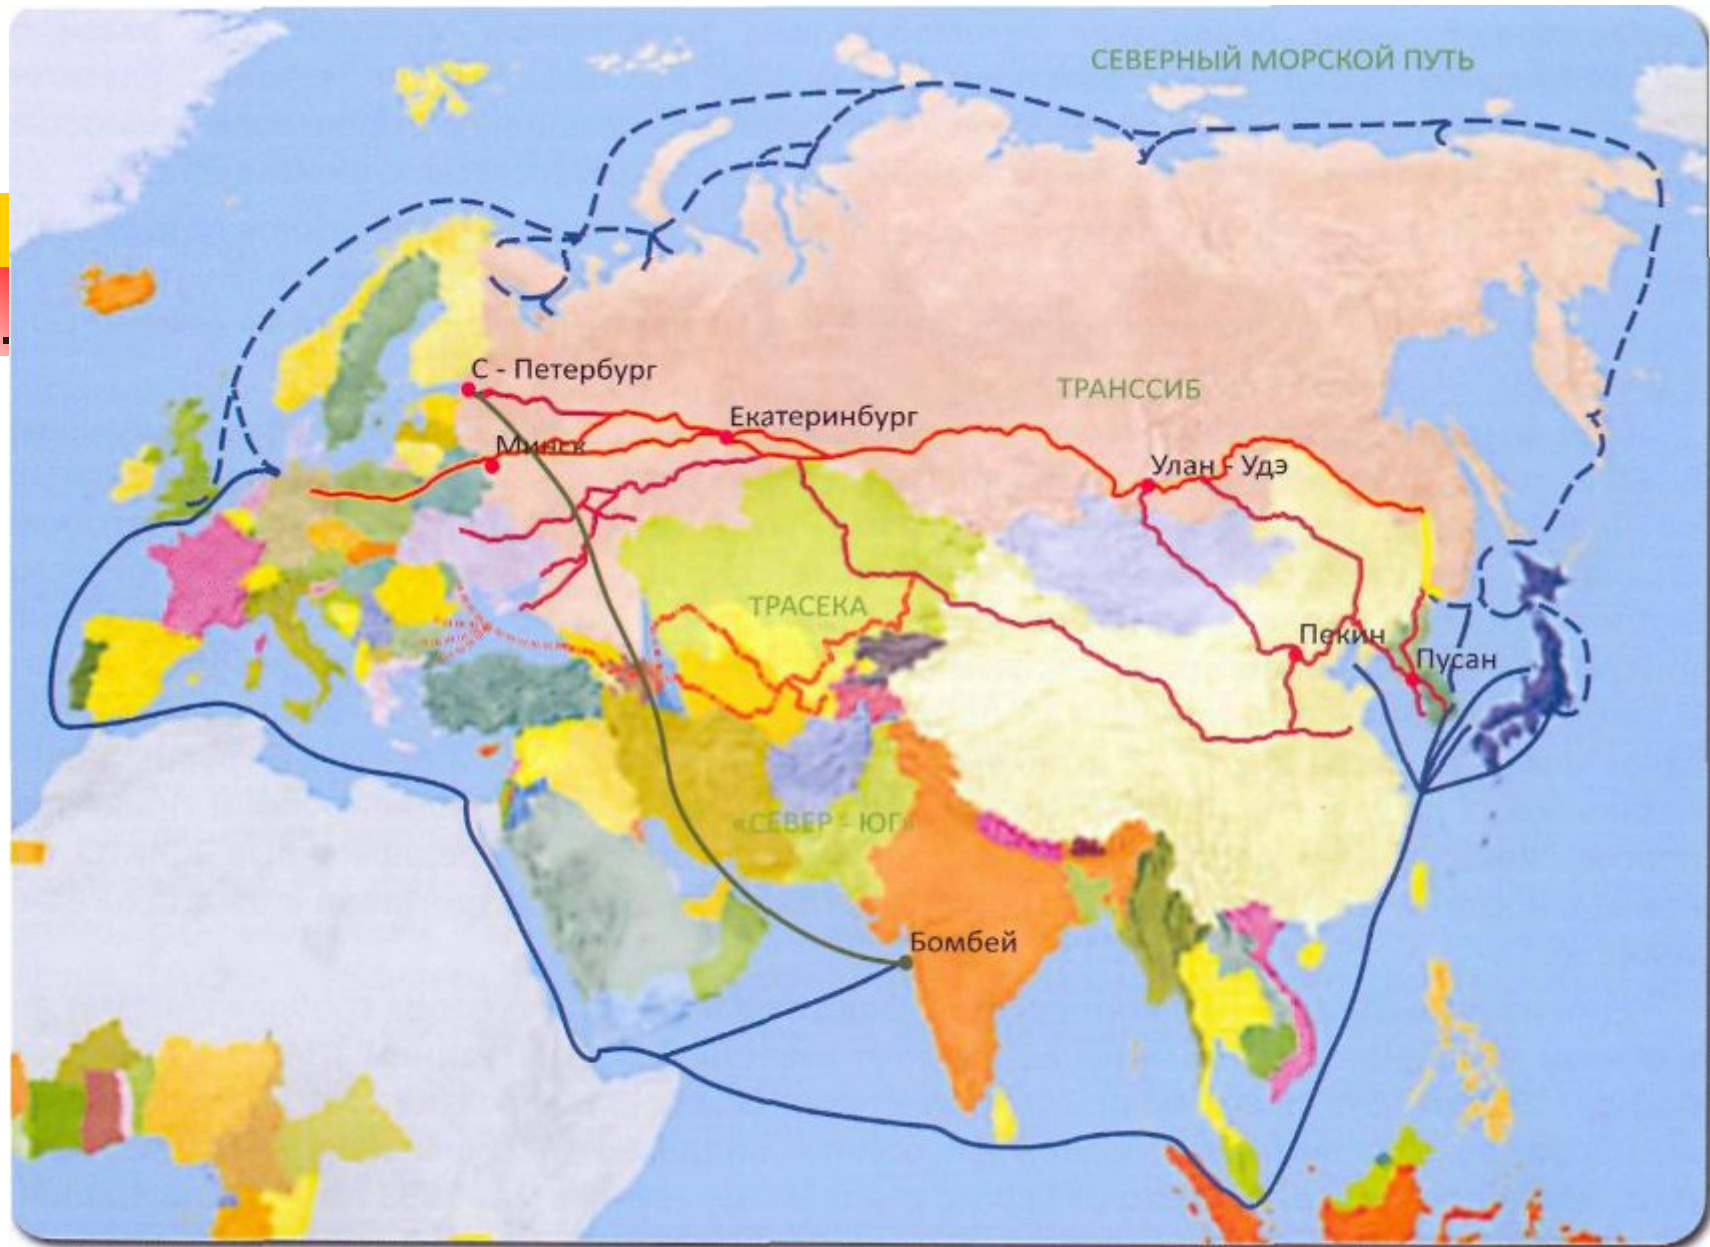 СЕВЕРНЫЙ МОРСКОЙ ПУТЬ
С - Петербург
ТРАНССИБ
Екатеринбург
Минск
Улан - Удэ
ТРАСЕКА
Пекин
Пусан
«СЕВЕР - ЮГ»
Бомбей